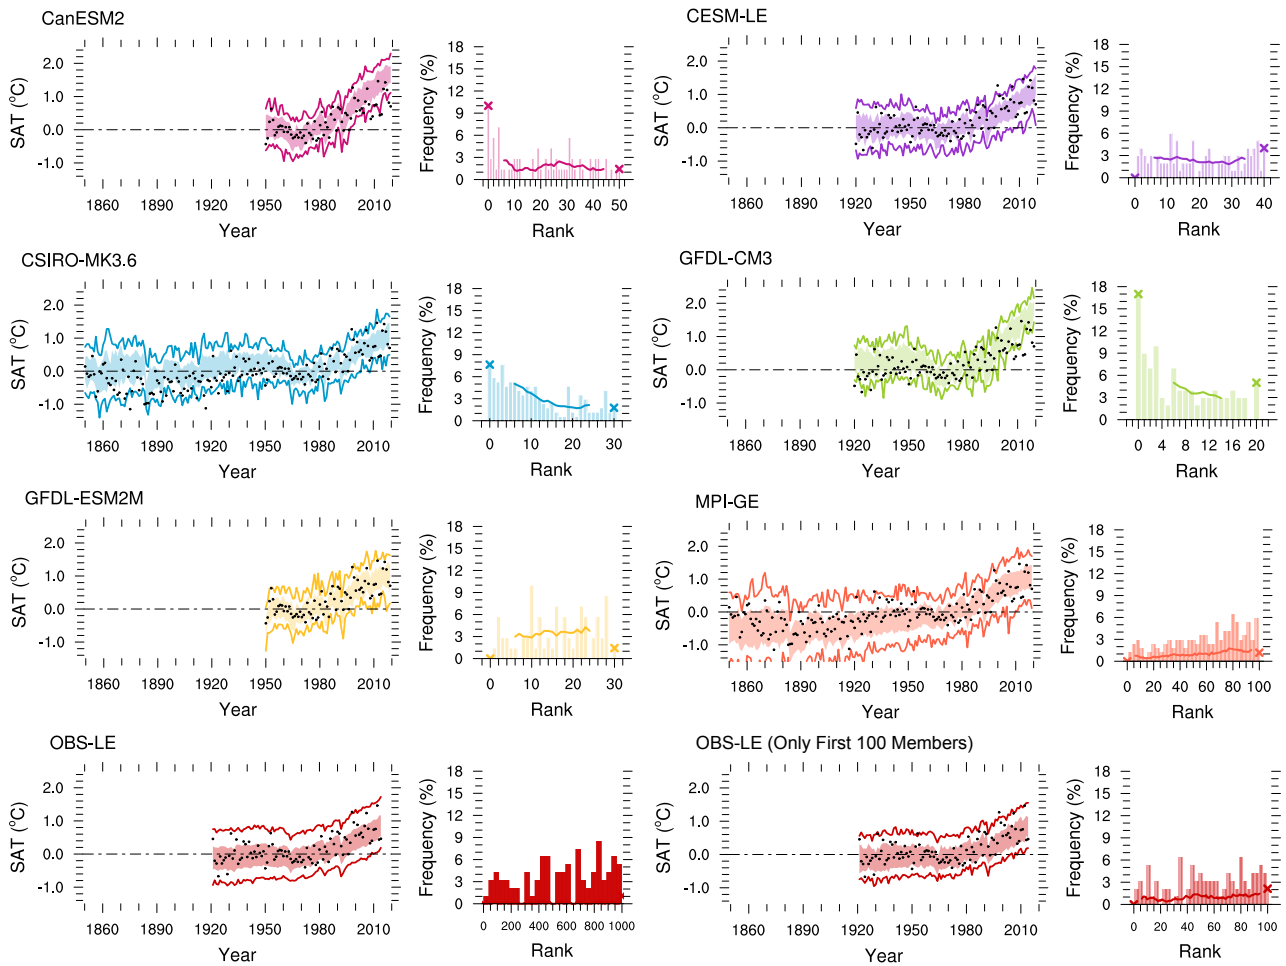 CanESM2
SAT (°C)
2.0
1.0
0.0
-1.0
1860 1890 1920 1950 1980 2010
Year
Frequency (%)
18
15
12
9
6
3
0
0 10 20 30 40 50
Rank
CESM-LE
SAT (°C)
2.0
1.0
0.0
-1.0
1860 1890 1920 1950 1980 2010
Year
Frequency (%)
18
15
12
9
6
3
0
0 10 20 30 40
Rank
CSIRO-MK3.6
SAT (°C)
2.0
1.0
0.0
-1.0
1860 1890 1920 1950 1980 2010
Year
Frequency (%)
18
15
12
9
6
3
0
0 10 20 30
Rank
GFDL-CM3
SAT (°C)
2.0
1.0
0.0
-1.0
1860 1890 1920 1950 1980 2010
Year
Frequency (%)
18
15
12
9
6
3
0
0 4 8 12 16 20
Rank
GFDL-ESM2M
SAT (°C)
2.0
1.0
0.0
-1.0
1860 1890 1920 1950 1980 2010
Year
Frequency (%)
18
15
12
9
6
3
0
0 10 20 30
Rank
MPI-GE
SAT (°C)
2.0
1.0
0.0
-1.0
1860 1890 1920 1950 1980 2010
Year
Frequency (%)
18
15
12
9
6
3
0
0 20 40 60 80 100
Rank
OBS-LE
SAT (°C)
2.0
1.0
0.0
-1.0
1860 1890 1920 1950 1980 2010
Year
Frequency (%)
18
15
12
9
6
3
0
0 200 400 600 800 1000
Rank
OBS-LE (Only First 100 Members)
SAT (°C)
2.0
1.0
0.0
-1.0
1860 1890 1920 1950 1980 2010
Year
Frequency (%)
18
15
12
9
6
3
0
0 20 40 60 80 100
Rank